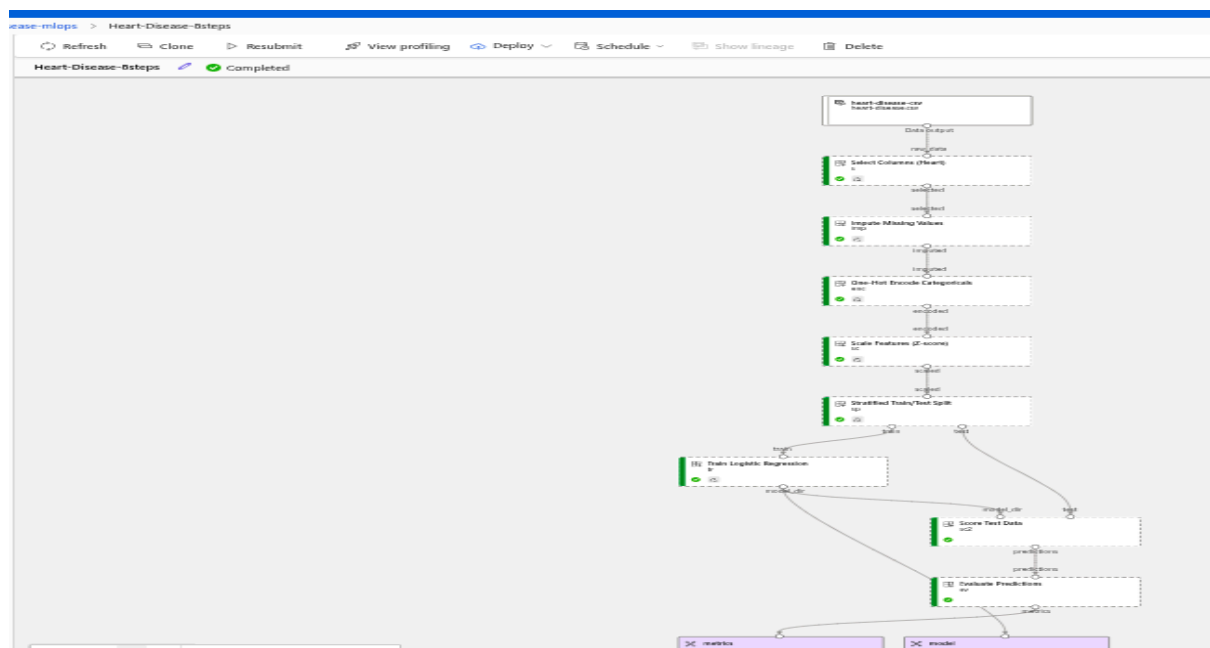 ease-mlops > Heart-Disease-8steps
Refresh Clone Resubmit View profiling Deploy Schedule Show lineage Delete
Heart-Disease-8steps Completed
heart-disease-csv
heart-disease.csv
Data output
raw_data
Select Columns (Heart)
s
selected
selected
Impute Missing Values
imp
imputed
imputed
One-Hot Encode Categoricals
enc
encoded
encoded
Scale Features (Z-score)
sc
scaled
scaled
Stratified Train/Test Split
sp
train test
train
Train Logistic Regression
tr
model_dir
model_dir test
Score Test Data
sc2
predictions
predictions
Evaluate Predictions
ev
metrics
metrics model